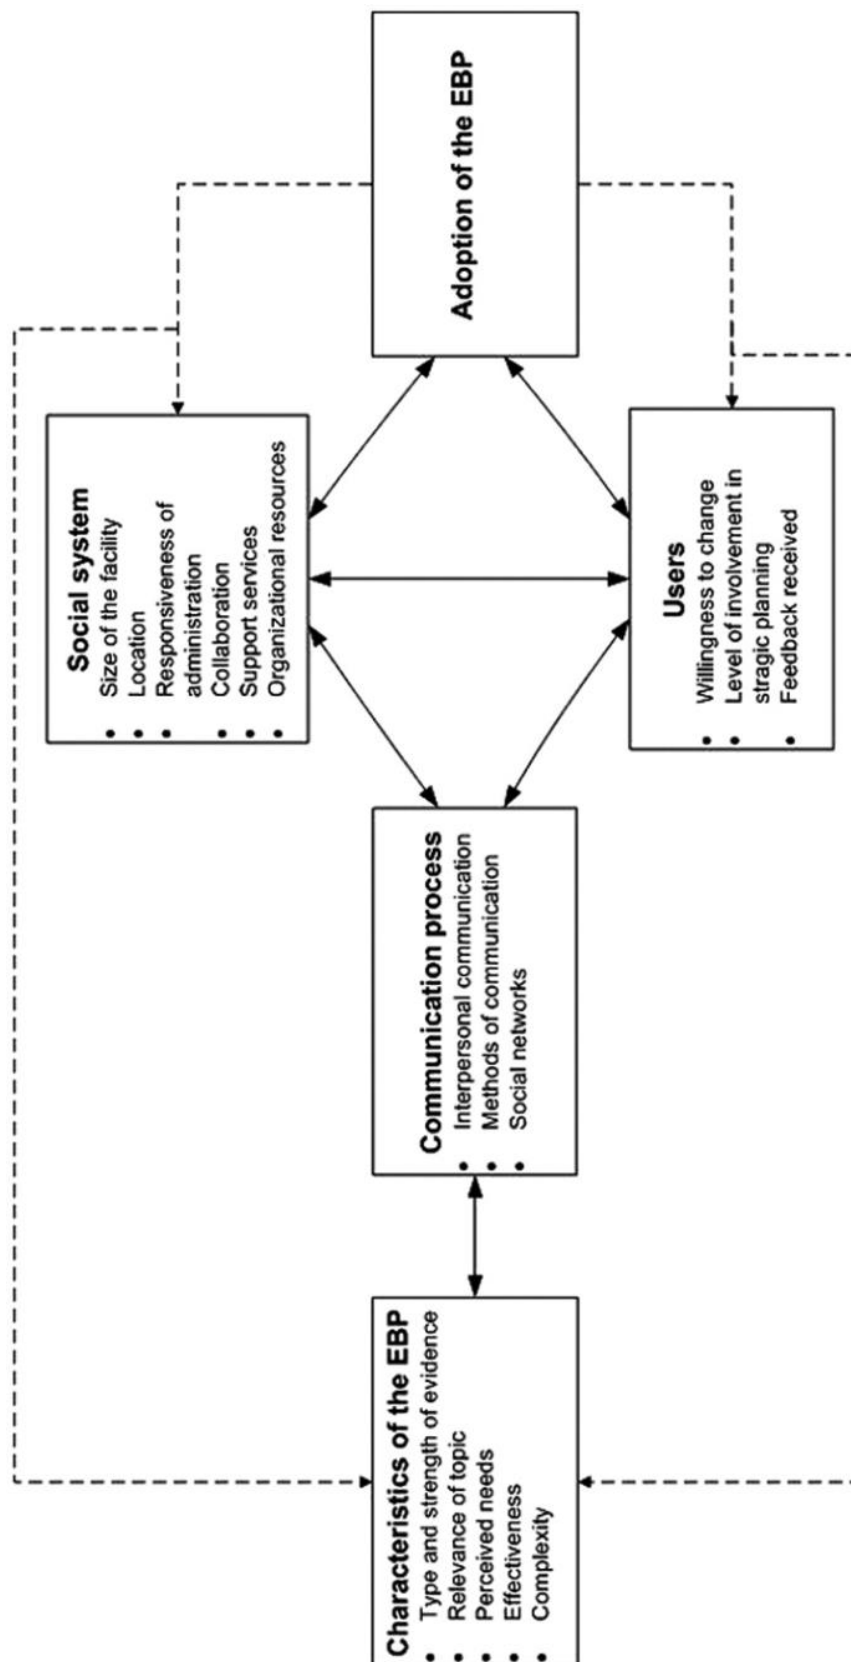 Characteristics of the EBP
• Type and strength of evidence
• Relevance of topic
• Perceived needs
• Effectiveness
• Complexity
Communication process
• Interpersonal communication
• Methods of communication
• Social networks
Social system
• Size of the facility
• Location
• Responsiveness of
administration
• Collaboration
• Support services
• Organizational resources
Users
• Willingness to change
• Level of involvement in
stragic planning
• Feedback received
Adoption of the EBP